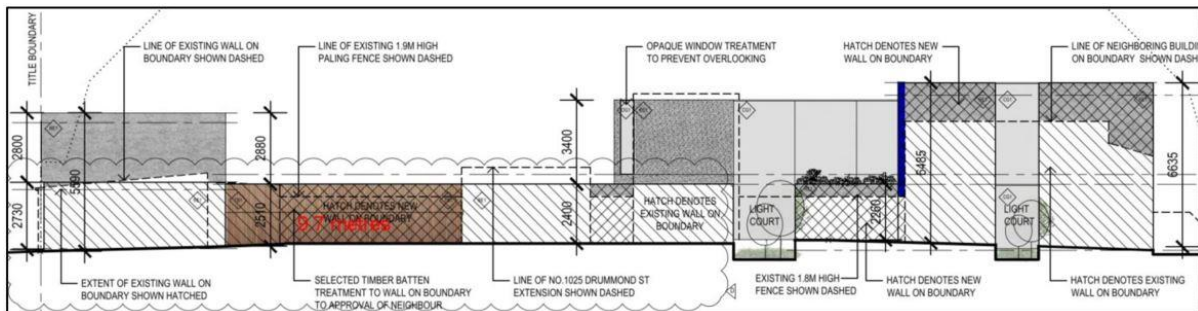 TITLE BOUNDARY
LINE OF EXISTING WALL ON
BOUNDARY SHOWN DASHED
LINE OF EXISTING 1.9M HIGH
PALING FENCE SHOWN DASHED
OPAQUE WINDOW TREATMENT
TO PREVENT OVERLOOKING
HATCH DENOTES NEW
WALL ON BOUNDARY
LINE OF NEIGHBORING BUILDIN
ON BOUNDARY SHOWN DASH
2800
5590
2880
3400
5485
6635
2730
2510
HATCH DENOTES NEW
WALL ON BOUNDARY
9.7 metres
2400
HATCH DENOTES
EXISTING WALL ON
BOUNDARY
LIGHT
COURT
2260
LIGHT
COURT
EXTENT OF EXISTING WALL ON
BOUNDARY SHOWN HATCHED
SELECTED TIMBER BATTEN
TREATMENT TO WALL ON BOUNDARY
TO APPROVAL OF NEIGHBOUR.
LINE OF NO.1025 DRUMMOND ST
EXTENSION SHOWN DASHED
EXISTING 1.8M HIGH
FENCE SHOWN DASHED
HATCH DENOTES NEW
WALL ON BOUNDARY
HATCH DENOTES EXISTING
WALL ON BOUNDARY